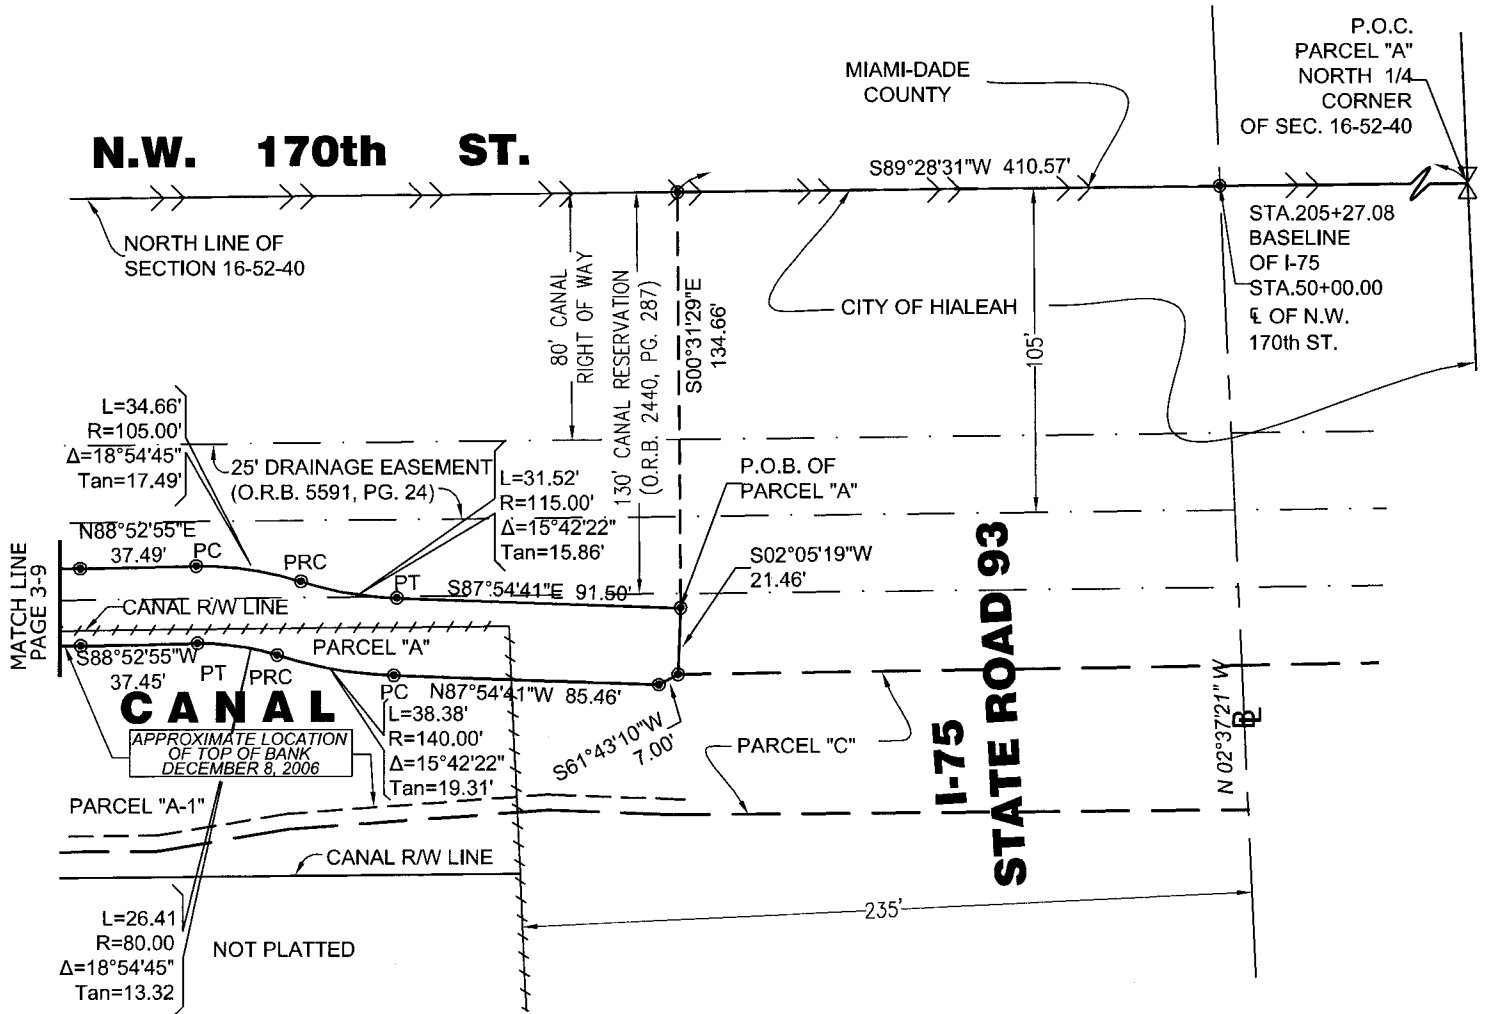 P.O.C.
PARCEL "A"
NORTH 1/4
CORNER
OF SEC. 16-52-40
MIAMI-DADE
COUNTY
N.W. 170th ST.
S89°28'31"W 410.57'
NORTH LINE OF
SECTION 16-52-40
STA.205+27.08
BASELINE
OF I-75
STA.50+00.00
℄ OF N.W.
170th ST.
CITY OF HIALEAH
80' CANAL
RIGHT OF WAY
130' CANAL RESERVATION
(O.R.B. 2440, PG. 287)
S00°31'29"E
134.66'
105'
L=34.66'
R=105.00'
Δ=18°54'45"
Tan=17.49'
25' DRAINAGE EASEMENT
(O.R.B. 5591, PG. 24)
L=31.52'
R=115.00'
Δ=15°42'22"
Tan=15.86'
P.O.B. OF
PARCEL "A"
N88°52'55"E
37.49'
PC
PRC
PT
S87°54'41"E 91.50'
S02°05'19"W
21.46'
MATCH LINE
PAGE 3-9
CANAL R/W LINE
PARCEL "A"
S88°52'55"W
37.45'
PT
PRC
PC
N87°54'41"W 85.46'
CANAL
L=38.38'
R=140.00'
Δ=15°42'22"
Tan=19.31'
S61°43'10"W
7.00'
APPROXIMATE LOCATION
OF TOP OF BANK
DECEMBER 8, 2006
PARCEL "C"
I-75
STATE ROAD 93
N 02°37'21" W
BL
PARCEL "A-1"
CANAL R/W LINE
235'
L=26.41
R=80.00
Δ=18°54'45"
Tan=13.32
NOT PLATTED